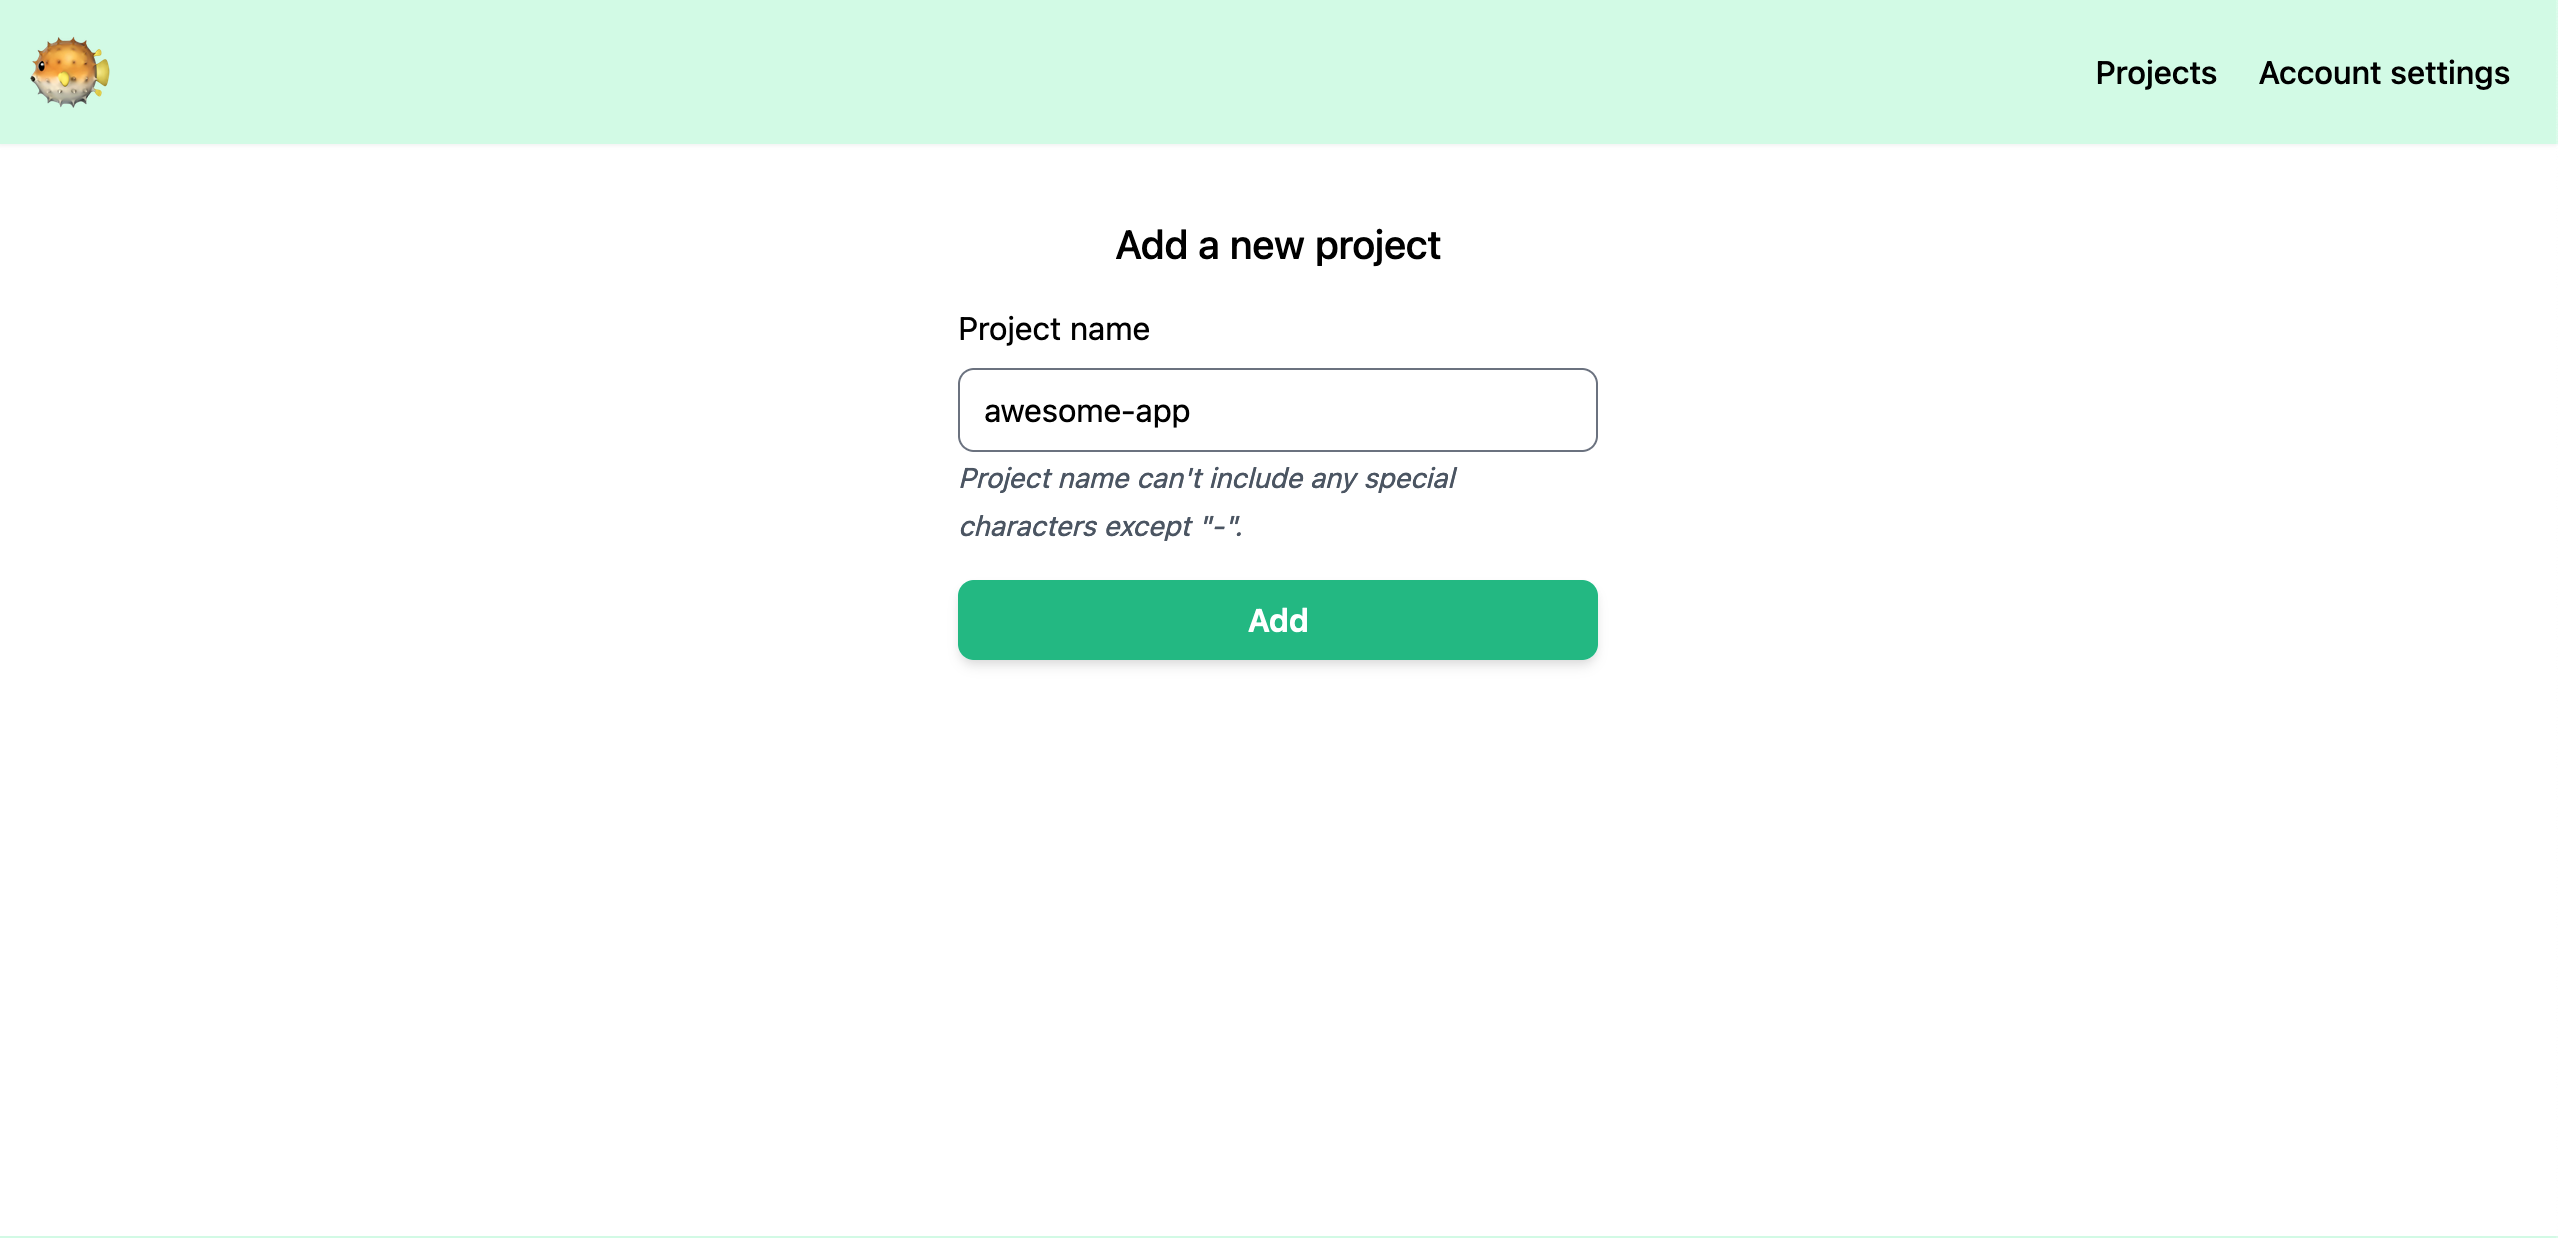 Projects Account settings
Add a new project
Project name
awesome-app
Project name can't include any special
characters except "-".
Add